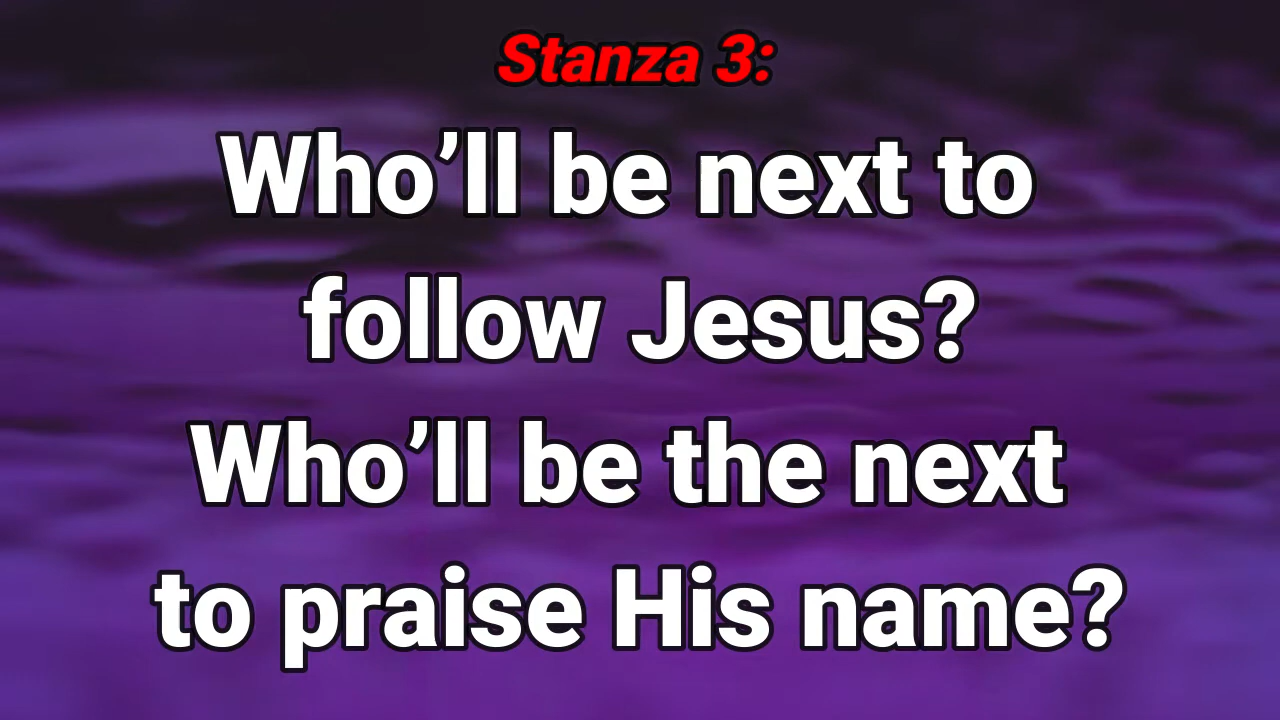 Stanza 3:
Who’ll be next to
follow Jesus?
Who’ll be the next
to praise His name?